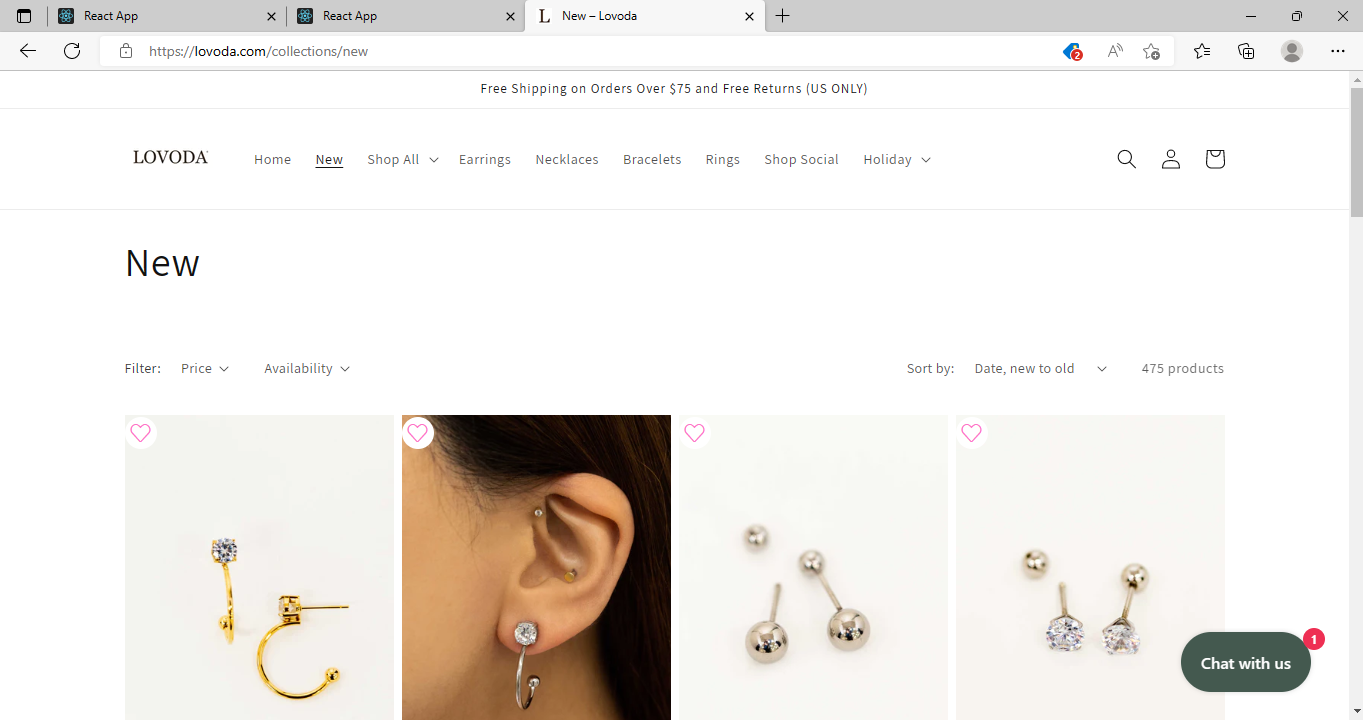 React App
React App
L New – Lovoda
https://lovoda.com/collections/new
2
Free Shipping on Orders Over $75 and Free Returns (US ONLY)
LOVODA
Home New Shop All Earrings Necklaces Bracelets Rings Shop Social Holiday
New
Filter: Price Availability Sort by: Date, new to old 475 products
1
Chat with us